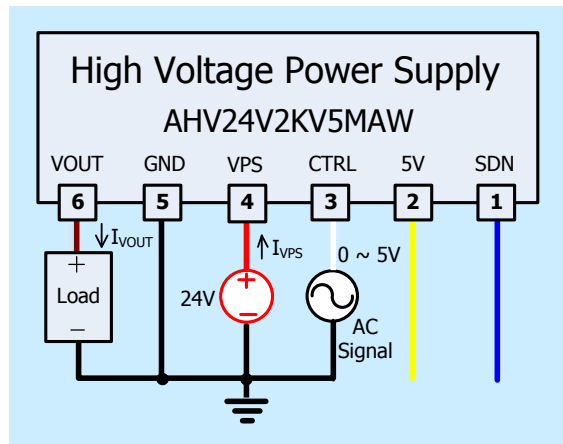 High Voltage Power Supply
AHV24V2KV5MAW
VOUT GND VPS CTRL 5V SDN
6 5 4 3 2 1
↓IVOUT ↑IVPS 0 ~ 5V
+ +
Load 24V
− −
AC
Signal